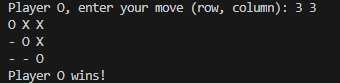 Player O, enter your move (row, column): 3 3
O X X
- O X
- - O
Player O wins!